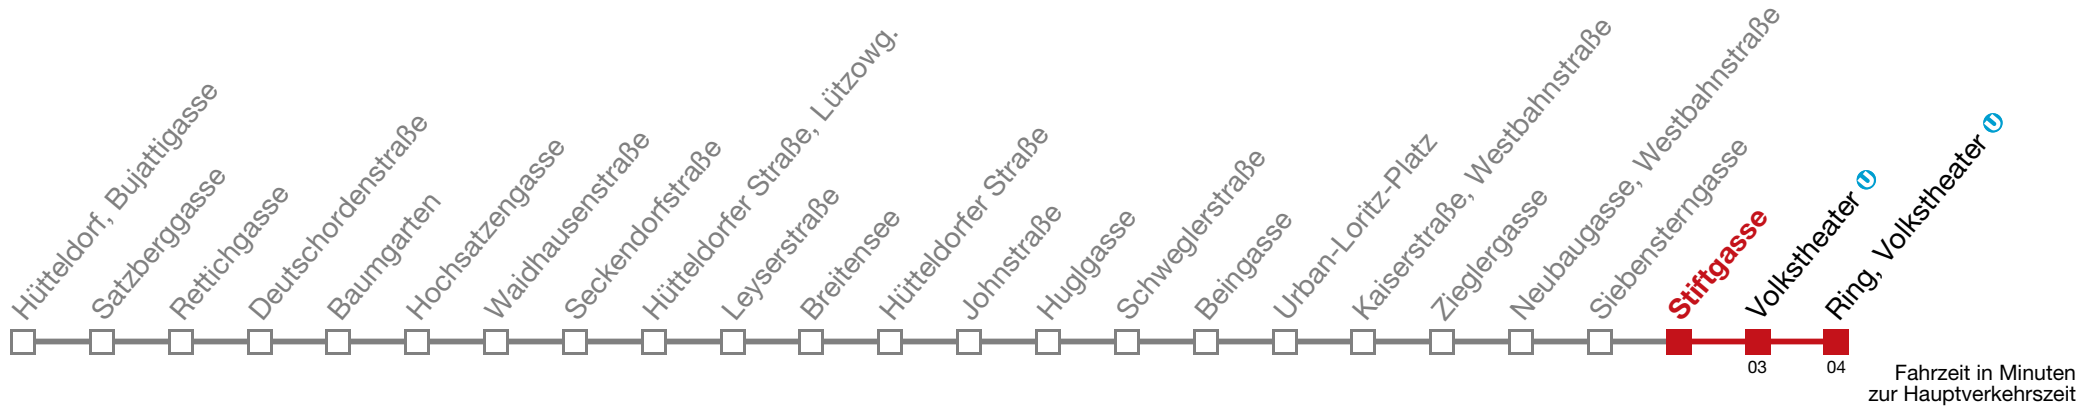 Hütteldorf, Bujattigasse
Satzberggasse
Rettichgasse
Deutschordenstraße
Baumgarten
Hochsatzengasse
Waidhausenstraße
Seckendorfstraße
Hütteldorfer Straße, Lützowg.
Leyserstraße
Breitensee
Hütteldorfer Straße
Johnstraße
Huglgasse
Schweglerstraße
Beingasse
Urban-Loritz-Platz
Kaiserstraße, Westbahnstraße
Zieglergasse
Neubaugasse, Westbahnstraße
Siebensterngasse
Stiftgasse
Volkstheater U
Ring, Volkstheater U
03
04
Fahrzeit in Minuten
zur Hauptverkehrszeit